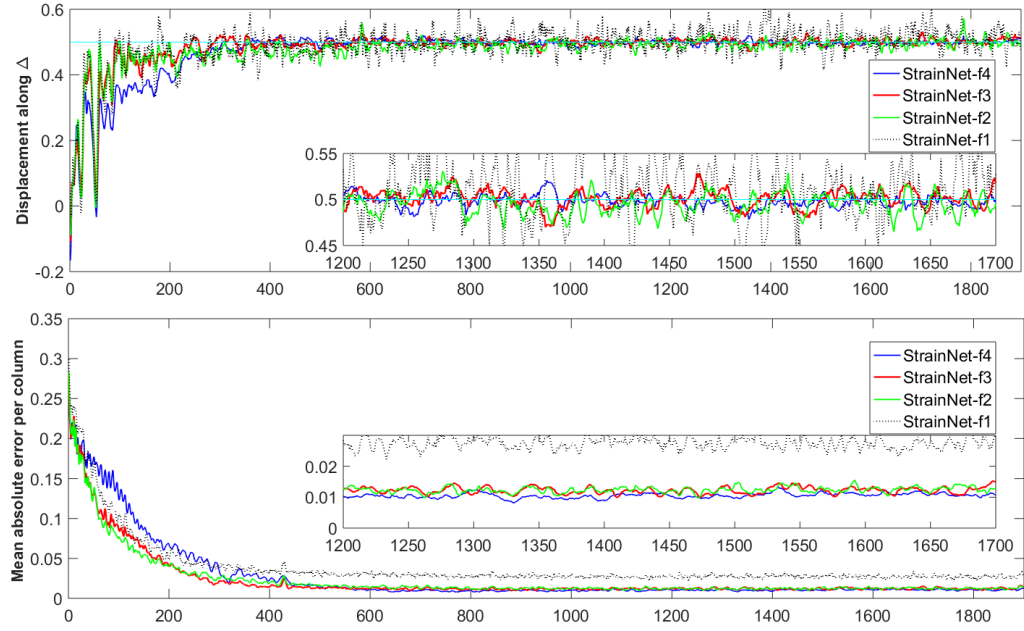 0.6
0.4
0.2
0
-0.2
Displacement along Δ
StrainNet-f4
StrainNet-f3
StrainNet-f2
StrainNet-f1
0.55
0.5
0.45
1200 1250 1300 1350 1400 1450 1500 1550 1600 1650 1700
0 200 400 600 800 1000 1200 1400 1600 1800
0.35
0.3
0.25
0.2
0.15
0.1
0.05
0
Mean absolute error per column
StrainNet-f4
StrainNet-f3
StrainNet-f2
StrainNet-f1
0.02
0.01
0
1200 1250 1300 1350 1400 1450 1500 1550 1600 1650 1700
0 200 400 600 800 1000 1200 1400 1600 1800